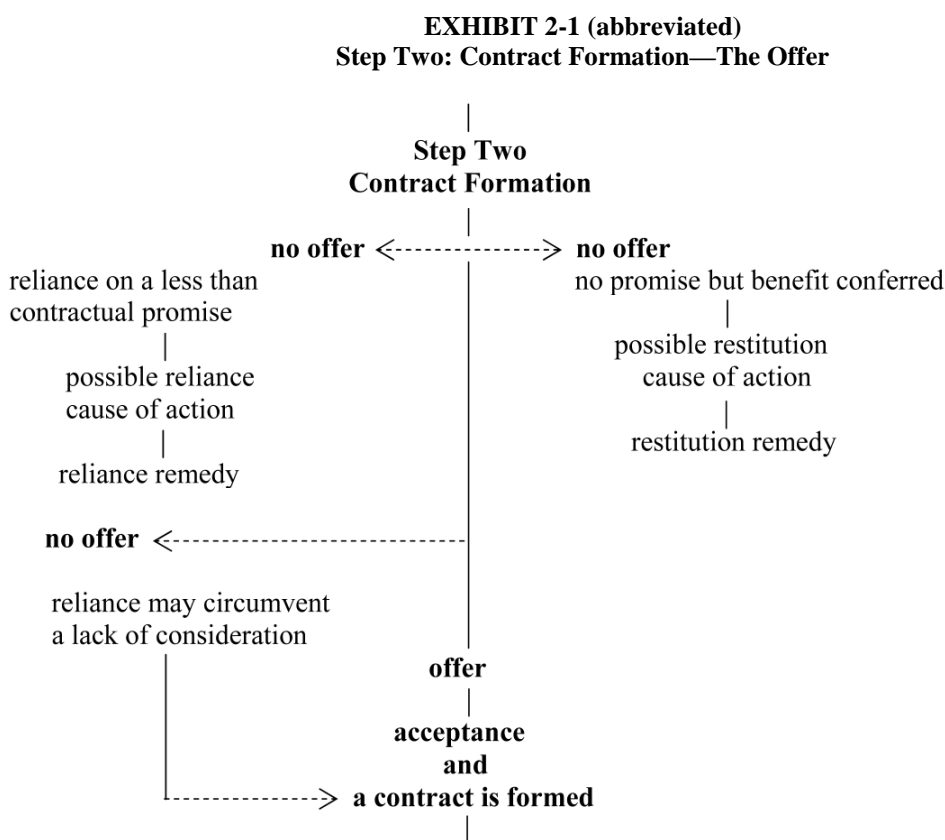 EXHIBIT 2-1 (abbreviated)
Step Two: Contract Formation—The Offer
Step Two
Contract Formation
no offer
no offer
reliance on a less than
contractual promise
possible reliance
cause of action
reliance remedy
no promise but benefit conferred
possible restitution
cause of action
restitution remedy
no offer
reliance may circumvent
a lack of consideration
offer
acceptance
and
a contract is formed